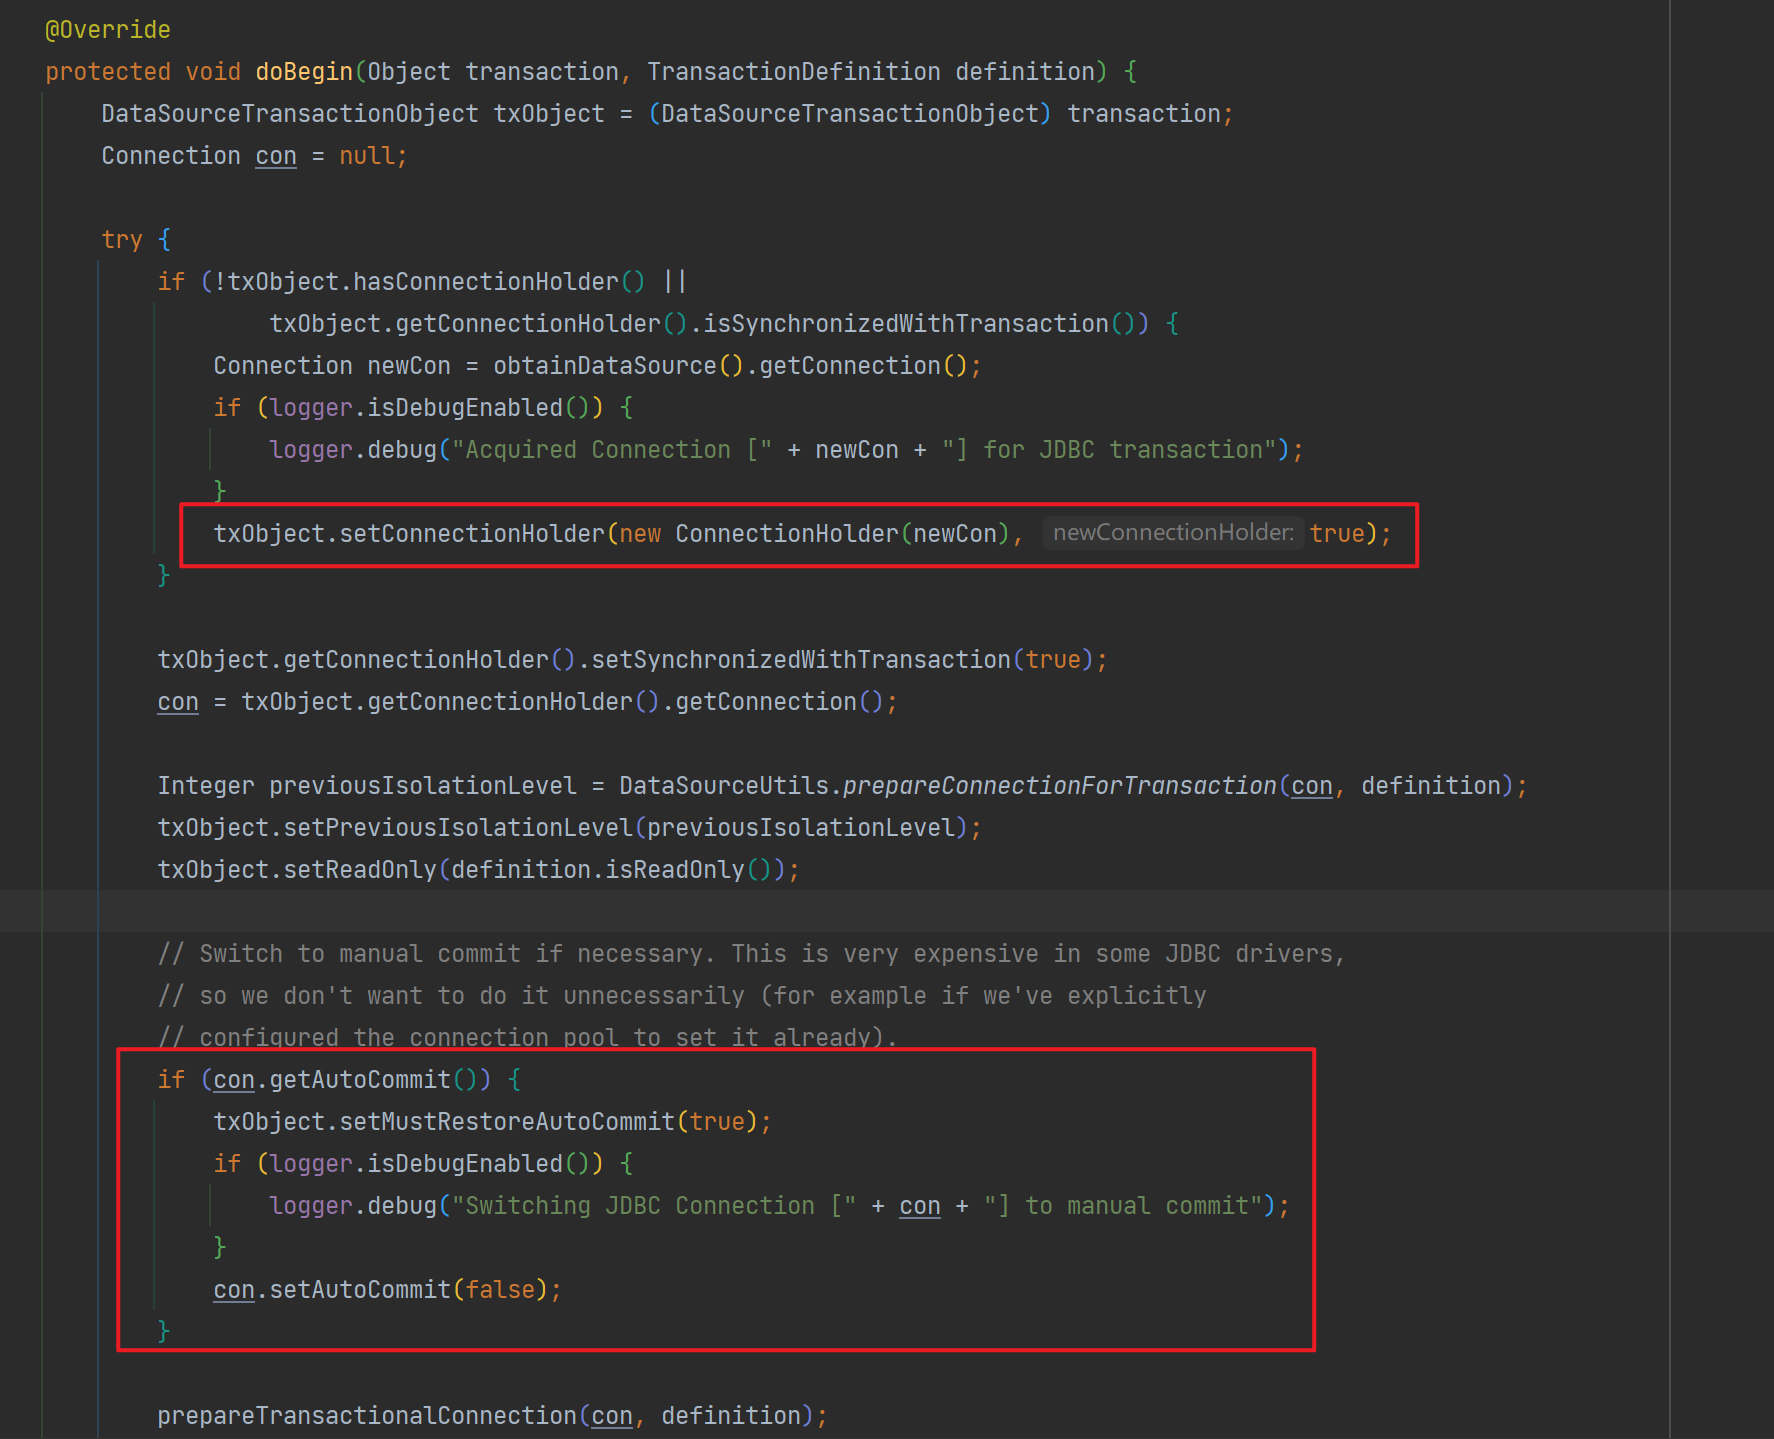 @Override
protected void doBegin(Object transaction, TransactionDefinition definition) {
DataSourceTransactionObject txObject = (DataSourceTransactionObject) transaction;
Connection con = null;
try {
if (!txObject.hasConnectionHolder() ||
txObject.getConnectionHolder().isSynchronizedWithTransaction()) {
Connection newCon = obtainDataSource().getConnection();
if (logger.isDebugEnabled()) {
logger.debug("Acquired Connection [" + newCon + "] for JDBC transaction");
}
txObject.setConnectionHolder(new ConnectionHolder(newCon), newConnectionHolder: true);
}
txObject.getConnectionHolder().setSynchronizedWithTransaction(true);
con = txObject.getConnectionHolder().getConnection();
Integer previousIsolationLevel = DataSourceUtils.prepareConnectionForTransaction(con, definition);
txObject.setPreviousIsolationLevel(previousIsolationLevel);
txObject.setReadOnly(definition.isReadOnly());
// Switch to manual commit if necessary. This is very expensive in some JDBC drivers,
// so we don't want to do it unnecessarily (for example if we've explicitly
// configured the connection pool to set it already).
if (con.getAutoCommit()) {
txObject.setMustRestoreAutoCommit(true);
if (logger.isDebugEnabled()) {
logger.debug("Switching JDBC Connection [" + con + "] to manual commit");
}
con.setAutoCommit(false);
}
prepareTransactionalConnection(con, definition);